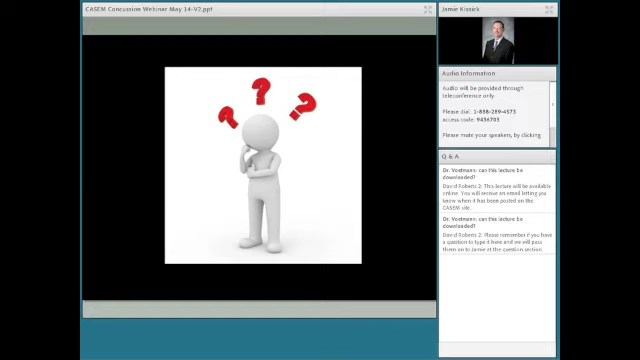 CASEM Concussion Webinar May 14-V2.ppt
? ? ?
Jamie Kissick
Audio Information
Audio will be provided through
teleconference only.
Please dial: 1-888-289-4573
access code: 9436703
Please mute your speakers, by clicking
Q & A
Dr. Voetmann: can this lecture be
downloaded?
David Roberts 2: This lecture will be available
online. You will receive an email letting you
know when it has been posted on the
CASEM site.
Dr. Voetmann: can this lecture be
downloaded?
David Roberts 2: Please remember if you have
a question to type it here and we will pass
them on to Jamie at the question section.